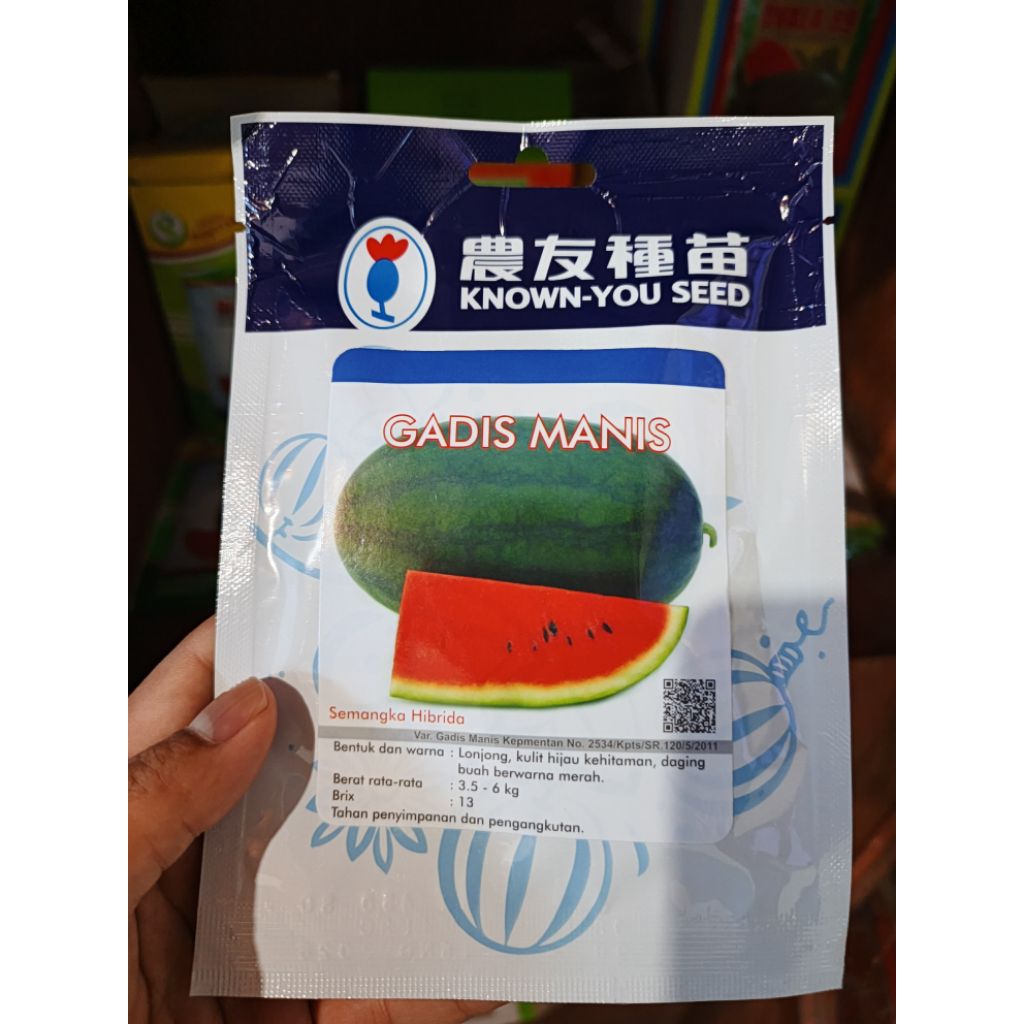 農友種苗
KNOWN-YOU SEED
GADIS MANIS
Semangka Hibrida
Var. Gadis Manis Kepmentan No. 2534/Kpts/SR.120/5/2011
Bentuk dan warna : Lonjong, kulit hijau kehitaman, daging
buah berwarna merah.
Berat rata-rata : 3.5 - 6 kg
Brix : 13
Tahan penyimpanan dan pengangkutan.